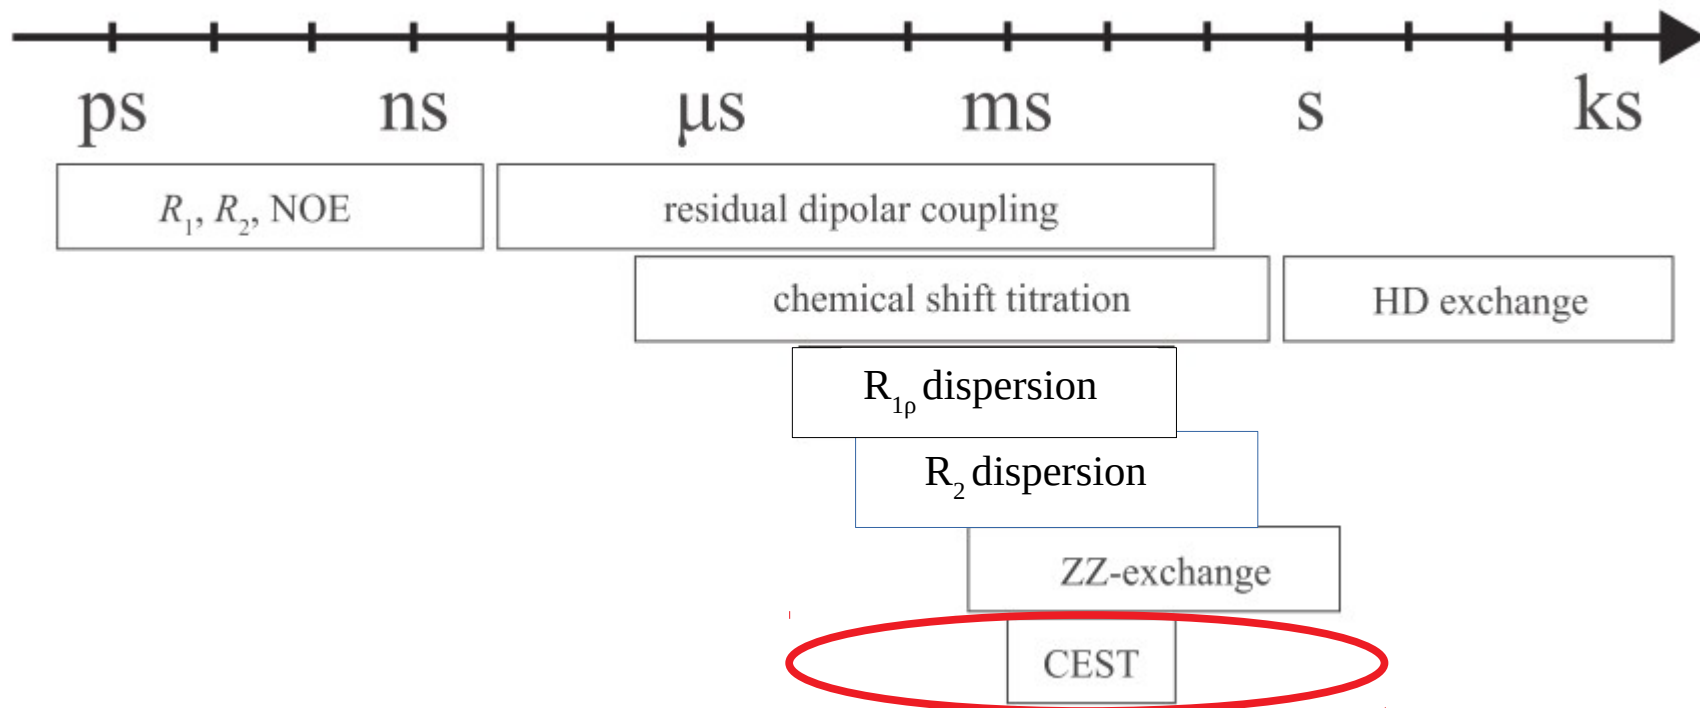 ps ns μs ms s ks
R₁, R₂, NOE residual dipolar coupling
chemical shift titration HD exchange
R₁ρ dispersion
R₂ dispersion
ZZ-exchange
CEST